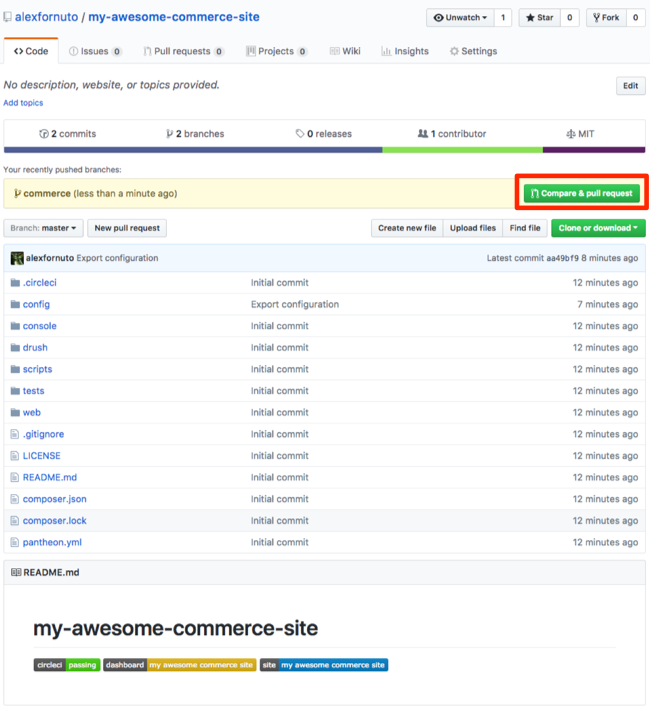 alexfornuto / my-awesome-commerce-site
Unwatch 1 Star 0 Fork 0
Code Issues 0 Pull requests 0 Projects 0 Wiki Insights Settings
No description, website, or topics provided. Edit
Add topics
2 commits 2 branches 0 releases 1 contributor MIT
Your recently pushed branches:
commerce (less than a minute ago) Compare & pull request
Branch: master New pull request Create new file Upload files Find file Clone or download
alexfornuto Export configuration Latest commit aa49bf9 8 minutes ago
.circleci Initial commit 12 minutes ago
config Export configuration 7 minutes ago
console Initial commit 12 minutes ago
drush Initial commit 12 minutes ago
scripts Initial commit 12 minutes ago
tests Initial commit 12 minutes ago
web Initial commit 12 minutes ago
.gitignore Initial commit 12 minutes ago
LICENSE Initial commit 12 minutes ago
README.md Initial commit 12 minutes ago
composer.json Initial commit 12 minutes ago
composer.lock Initial commit 12 minutes ago
pantheon.yml Initial commit 12 minutes ago
README.md
my-awesome-commerce-site
circleci passing dashboard my awesome commerce site site my awesome commerce site